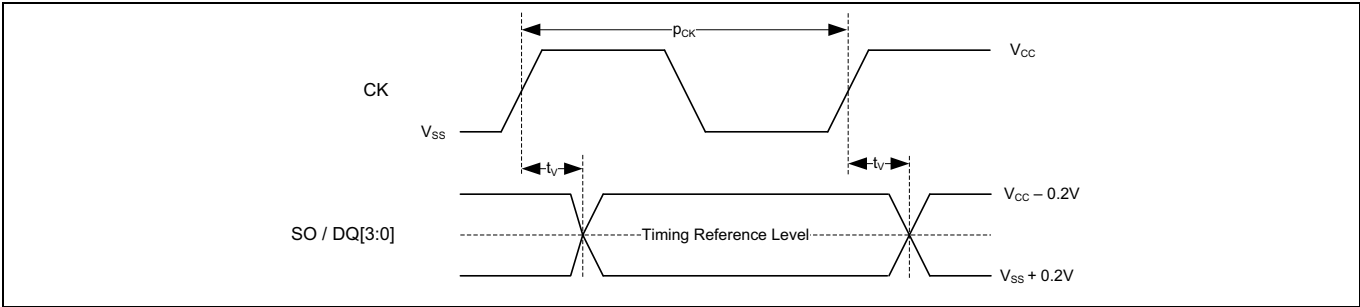 pCK
CK
VCC
VSS
tV
tV
SO / DQ[3:0]
VCC – 0.2V
Timing Reference Level
VSS + 0.2V